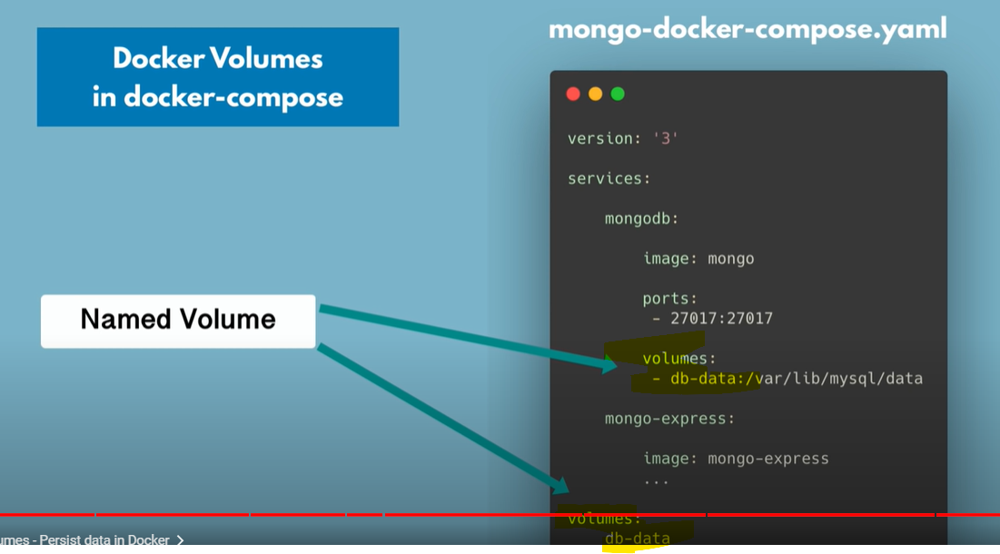 Docker Volumes
in docker-compose
mongo-docker-compose.yaml
version: '3'
services:
mongodb:
image: mongo
ports:
- 27017:27017
Named Volume
volumes:
- db-data:/var/lib/mysql/data
mongo-express:
image: mongo-express
...
volumes:
db-data
umes - Persist data in Docker >